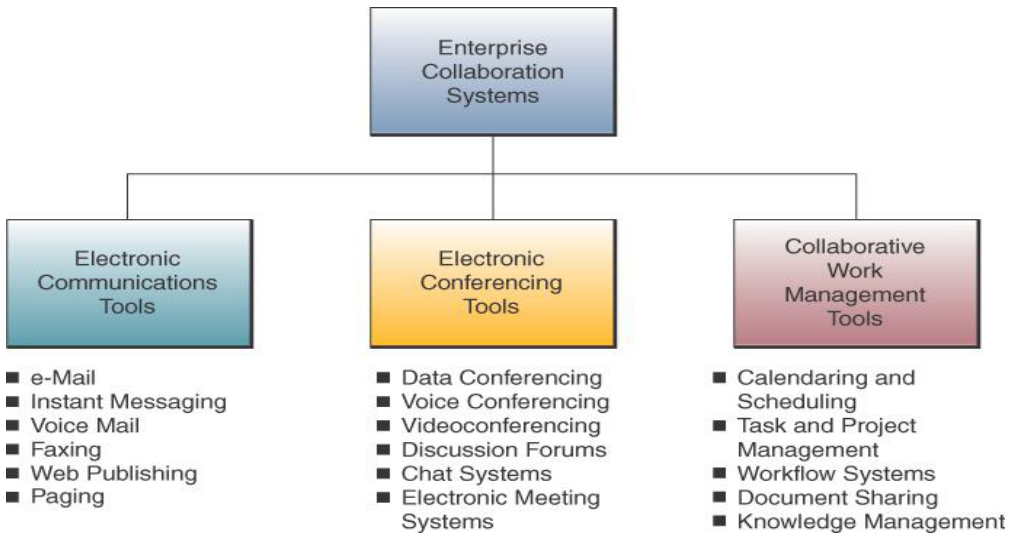 Enterprise
Collaboration
Systems
Electronic
Communications
Tools
Electronic
Conferencing
Tools
Collaborative
Work
Management
Tools
e-Mail
Instant Messaging
Voice Mail
Faxing
Web Publishing
Paging
Data Conferencing
Voice Conferencing
Videoconferencing
Discussion Forums
Chat Systems
Electronic Meeting
Systems
Calendaring and
Scheduling
Task and Project
Management
Workflow Systems
Document Sharing
Knowledge Management